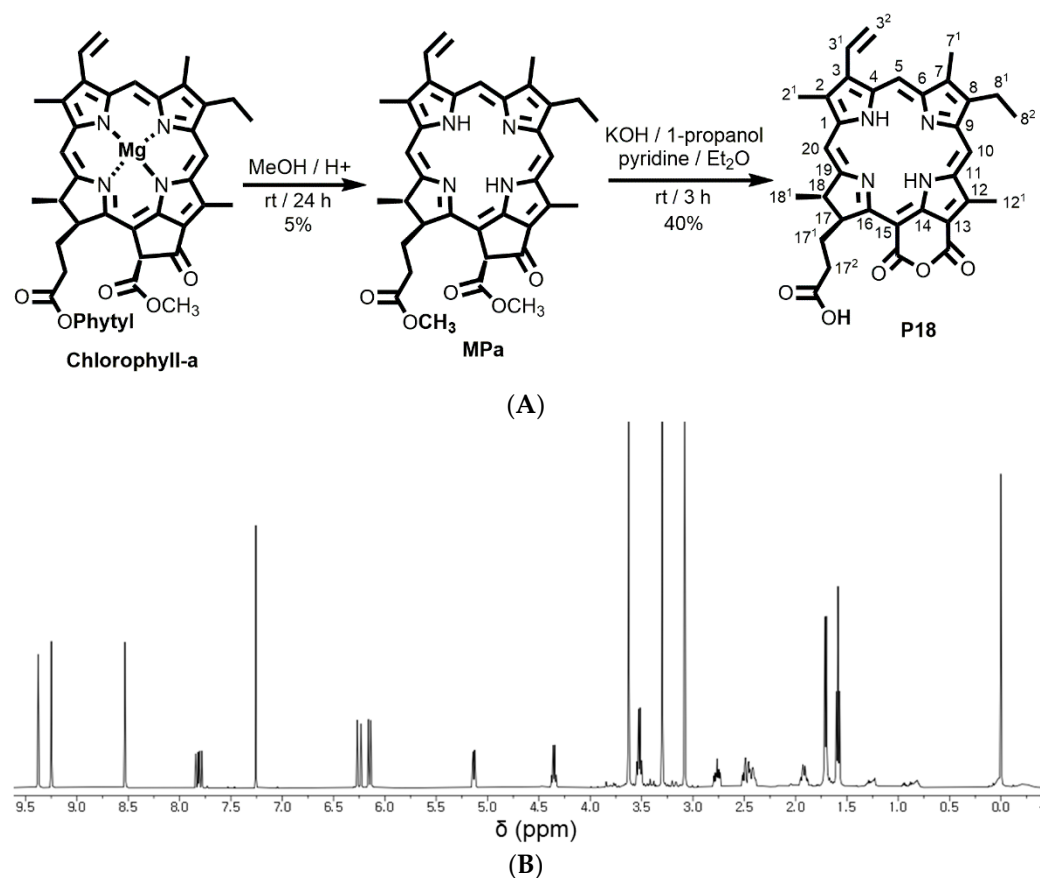 Mg
N
N
N
N
O
O
OPhytyl
O
O
OCH3
Chlorophyll-a
MeOH / H+
rt / 24 h
5%
NH
N
N
HN
O
O
OCH3
O
O
OCH3
MPa
KOH / 1-propanol
pyridine / Et2O
rt / 3 h
40%
3²
3¹
7¹
5
3
4
6
7
8
8¹
2
2¹
8²
1
9
NH
N
20
10
19
11
N
HN
18
12
18¹
12¹
17
16
15
14
13
17¹
17²
O
O
O
O
OH
P18
(A)
9.5 9.0 8.5 8.0 7.5 7.0 6.5 6.0 5.5 5.0 4.5 4.0 3.5 3.0 2.5 2.0 1.5 1.0 0.5 0.0
δ (ppm)
(B)